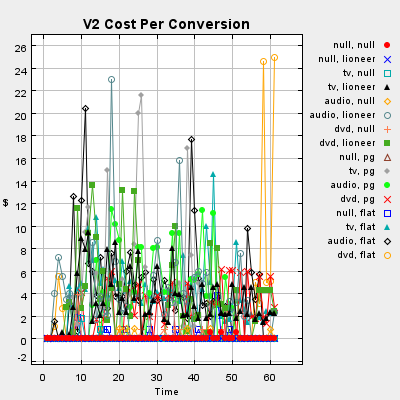 V2 Cost Per Conversion
26
24
22
20
18
16
14
12
10
8
6
4
2
0
-2
$
0 10 20 30 40 50 60
Time
null, null
null, lioneer
tv, null
tv, lioneer
audio, null
audio, lioneer
dvd, null
dvd, lioneer
null, pg
tv, pg
audio, pg
dvd, pg
null, flat
tv, flat
audio, flat
dvd, flat